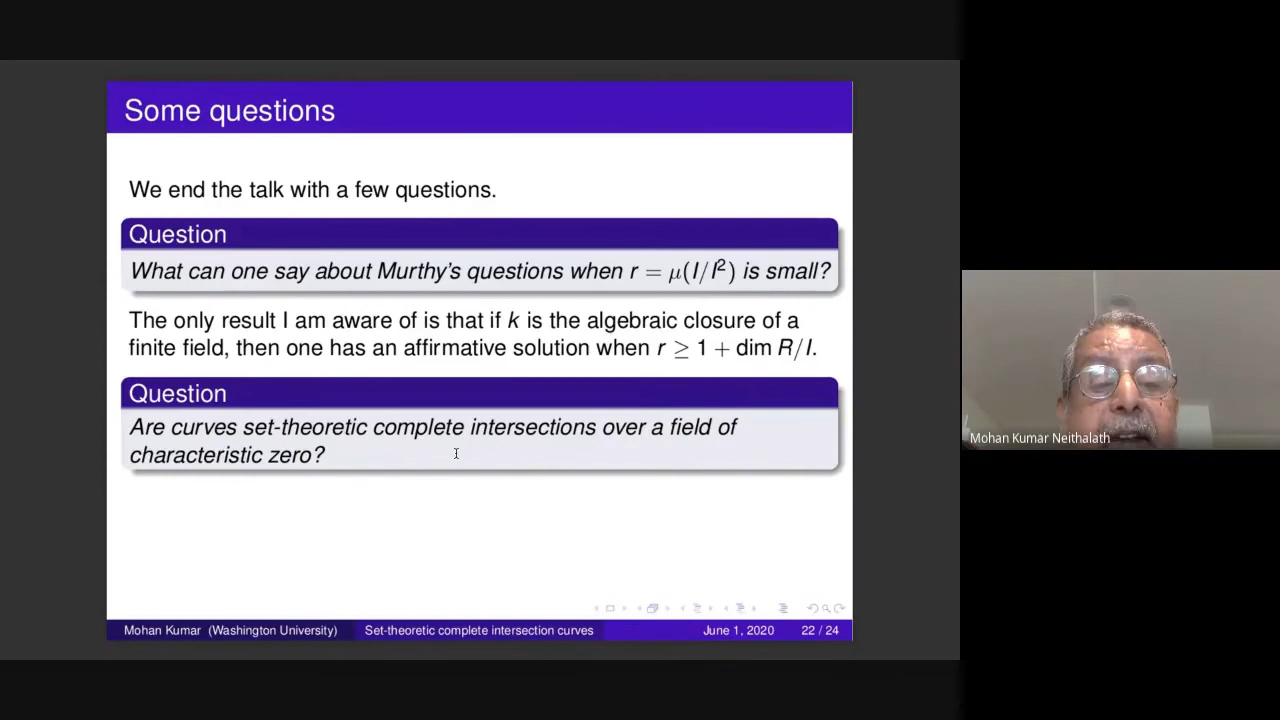 Some questions
We end the talk with a few questions.
Question
What can one say about Murthy's questions when r = μ(I/I²) is small?
The only result I am aware of is that if k is the algebraic closure of a
finite field, then one has an affirmative solution when r ≥ 1 + dim R/I.
Question
Are curves set-theoretic complete intersections over a field of
characteristic zero?
Mohan Kumar Neithalath
Mohan Kumar (Washington University) Set-theoretic complete intersection curves June 1, 2020 22 / 24